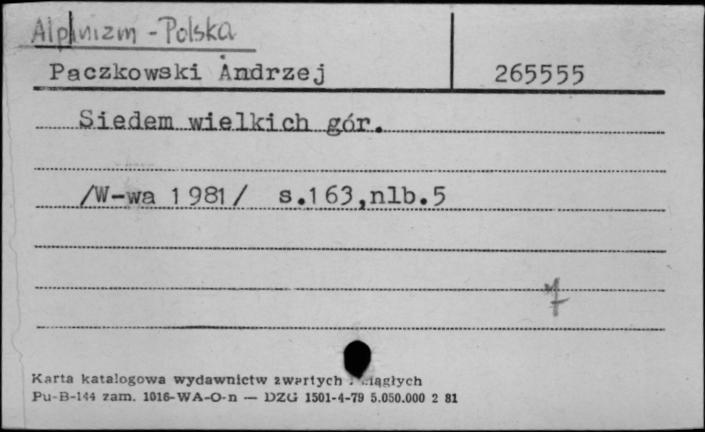 Alpinizm - Polska
Paczkowski Andrzej 265555
Siedem wielkich gór.
/W-wa 1981/ s.163,nlb.5
Karta katalogowa wydawnictw zwartych ciągłych
Pu-B-144 zam. 1016-WA-O-n — DZG 1501-4-79 5.050.000 2 81